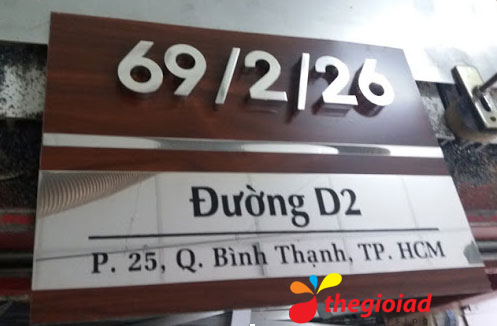 69/2/26
Đường D2
P. 25, Q. Bình Thạnh, TP. HCM
thegioiad